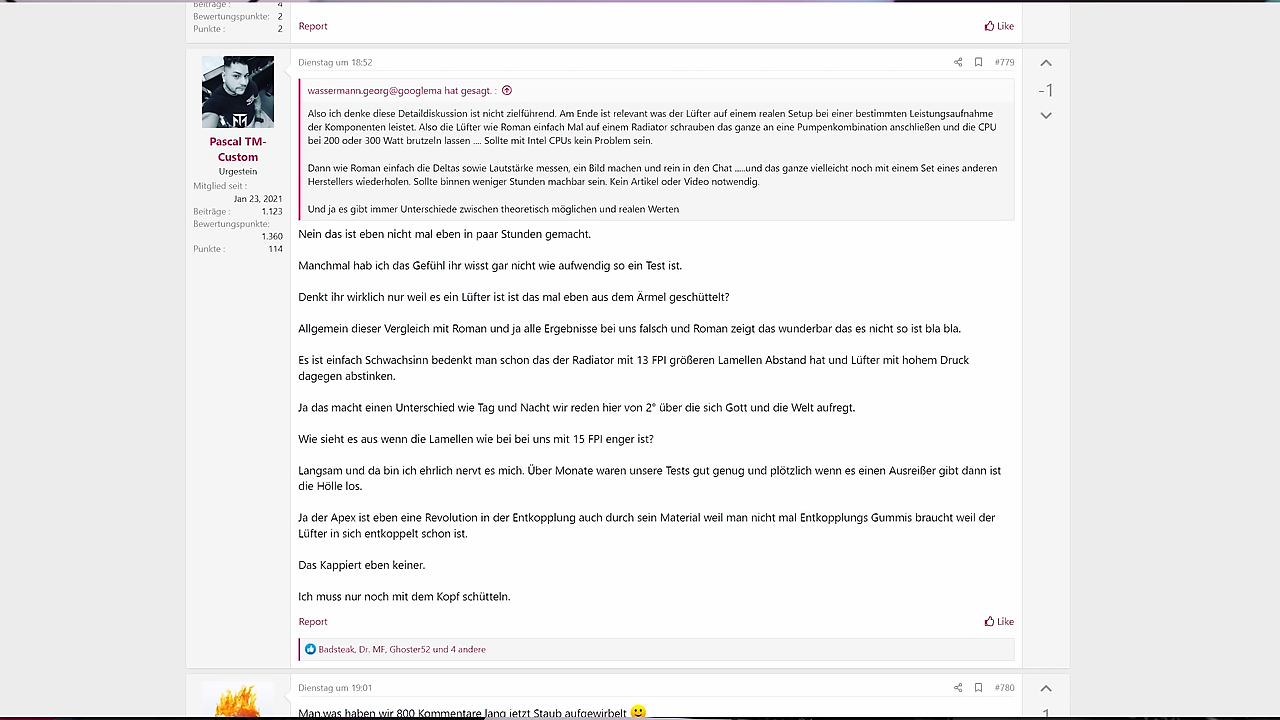 Beiträge : 4
Bewertungspunkte: 2
Punkte : 2
Report Like
Pascal TM-
Custom
Urgestein
Mitglied seit :
Jan 23, 2021
Beiträge : 1.123
Bewertungspunkte:
1.360
Punkte : 114
Dienstag um 18:52 #779
wassermann.georg@googlema hat gesagt. :
Also ich denke diese Detaildiskussion ist nicht zielführend. Am Ende ist relevant was der Lüfter auf einem realen Setup bei einer bestimmten Leistungsaufnahme
der Komponenten leistet. Also die Lüfter wie Roman einfach Mal auf einem Radiator schrauben das ganze an eine Pumpenkombination anschließen und die CPU
bei 200 oder 300 Watt brutzeln lassen .... Sollte mit Intel CPUs kein Problem sein.
Dann wie Roman einfach die Deltas sowie Lautstärke messen, ein Bild machen und rein in den Chat .....und das ganze vielleicht noch mit einem Set eines anderen
Herstellers wiederholen. Sollte binnen weniger Stunden machbar sein. Kein Artikel oder Video notwendig.
Und ja es gibt immer Unterschiede zwischen theoretisch möglichen und realen Werten
Nein das ist eben nicht mal eben in paar Stunden gemacht.
Manchmal hab ich das Gefühl ihr wisst gar nicht wie aufwendig so ein Test ist.
Denkt ihr wirklich nur weil es ein Lüfter ist ist das mal eben aus dem Ärmel geschüttelt?
Allgemein dieser Vergleich mit Roman und ja alle Ergebnisse bei uns falsch und Roman zeigt das wunderbar das es nicht so ist bla bla.
Es ist einfach Schwachsinn bedenkt man schon das der Radiator mit 13 FPI größeren Lamellen Abstand hat und Lüfter mit hohem Druck
dagegen abstinken.
Ja das macht einen Unterschied wie Tag und Nacht wir reden hier von 2° über die sich Gott und die Welt aufregt.
Wie sieht es aus wenn die Lamellen wie bei bei uns mit 15 FPI enger ist?
Langsam und da bin ich ehrlich nervt es mich. Über Monate waren unsere Tests gut genug und plötzlich wenn es einen Ausreißer gibt dann ist
die Hölle los.
Ja der Apex ist eben eine Revolution in der Entkopplung auch durch sein Material weil man nicht mal Entkopplungs Gummis braucht weil der
Lüfter in sich entkoppelt schon ist.
Das Kappiert eben keiner.
Ich muss nur noch mit dem Kopf schütteln.
Report Like
Badsteak, Dr. MF, Ghoster52 und 4 andere
-1
Dienstag um 19:01 #780
Man,was haben wir 800 Kommentare lang jetzt Staub aufgewirbelt
1